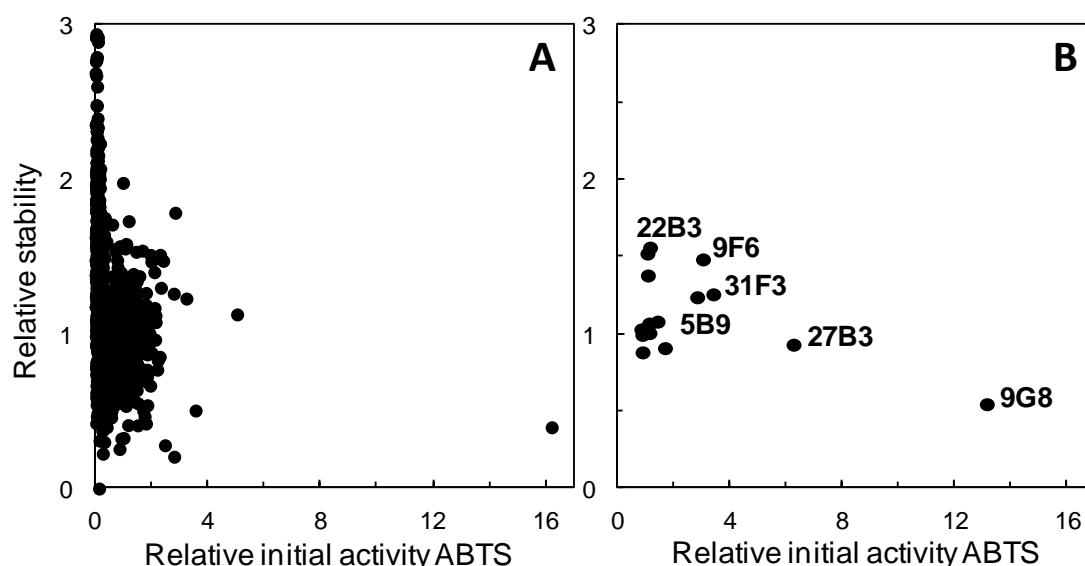 3
A
2
Relative stability
1
0
0
4
8
12
16
Relative initial activity ABTS
3
B
2
22B3
9F6
31F3
1
5B9
27B3
9G8
0
0
4
8
12
16
Relative initial activity ABTS